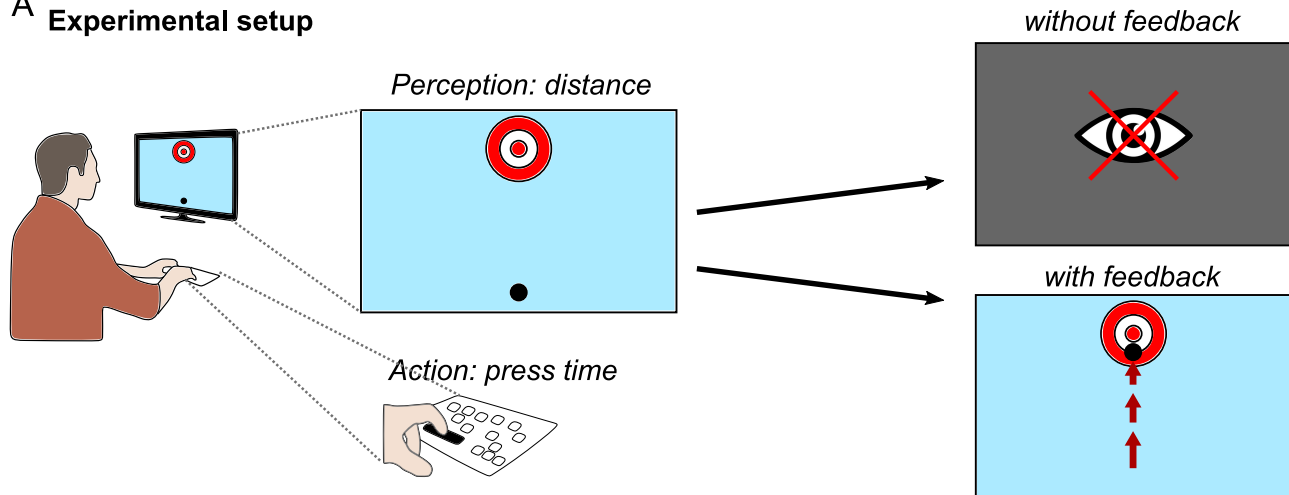 A Experimental setup
without feedback
Perception: distance
with feedback
Action: press time